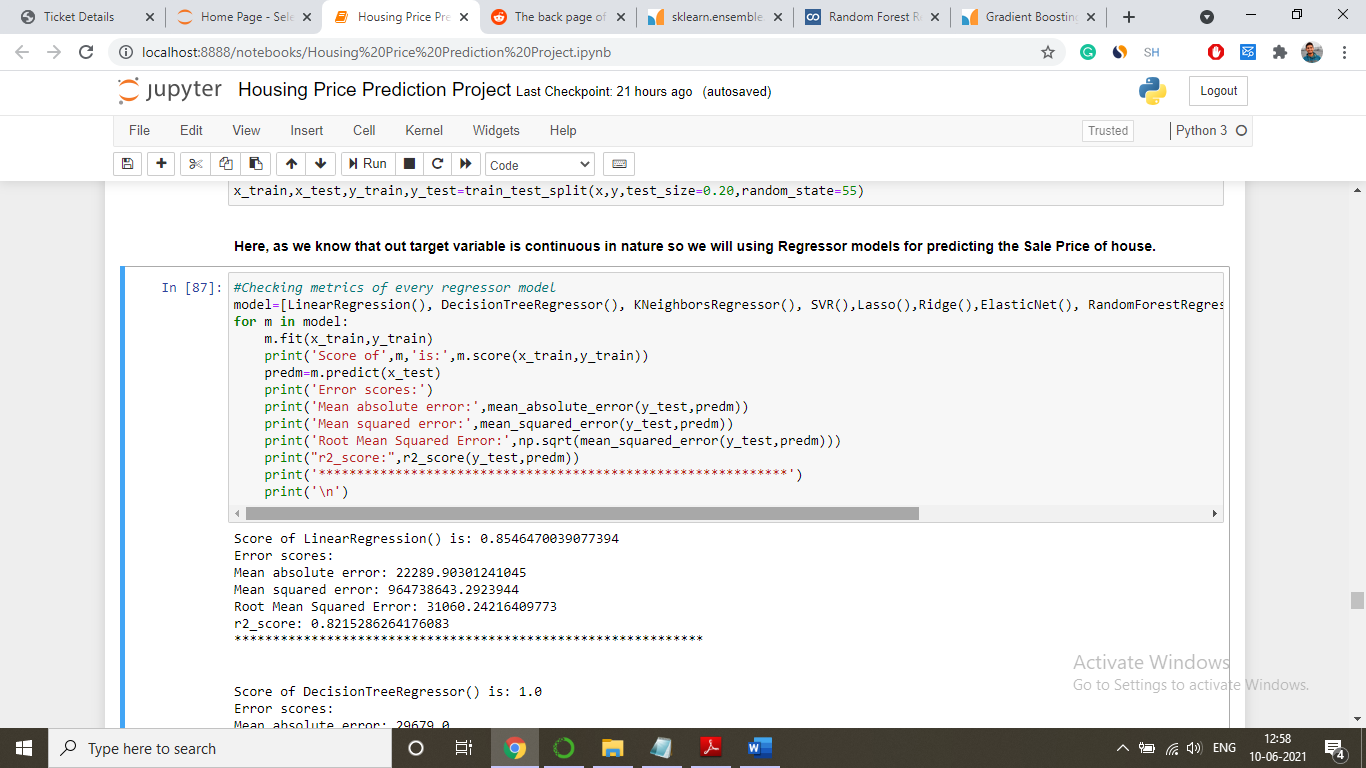 Ticket Details
Home Page - Sele
Housing Price Pre
The back page of
sklearn.ensemble.
Random Forest R
Gradient Boosting
localhost:8888/notebooks/Housing%20Price%20Prediction%20Project.ipynb
SH
jupyter Housing Price Prediction Project Last Checkpoint: 21 hours ago (autosaved)
Logout
File Edit View Insert Cell Kernel Widgets Help
Trusted
Python 3
Run
Code
x_train,x_test,y_train,y_test=train_test_split(x,y,test_size=0.20,random_state=55)
Here, as we know that out target variable is continuous in nature so we will using Regressor models for predicting the Sale Price of house.
In [87]:
#Checking metrics of every regressor model
model=[LinearRegression(), DecisionTreeRegressor(), KNeighborsRegressor(), SVR(),Lasso(),Ridge(),ElasticNet(), RandomForestRegres
for m in model:
    m.fit(x_train,y_train)
    print('Score of',m,'is:',m.score(x_train,y_train))
    predm=m.predict(x_test)
    print('Error scores:')
    print('Mean absolute error:',mean_absolute_error(y_test,predm))
    print('Mean squared error:',mean_squared_error(y_test,predm))
    print('Root Mean Squared Error:',np.sqrt(mean_squared_error(y_test,predm)))
    print("r2_score:",r2_score(y_test,predm))
    print('*************************************************************')
    print('\n')
Score of LinearRegression() is: 0.8546470039077394
Error scores:
Mean absolute error: 22289.90301241045
Mean squared error: 964738643.2923944
Root Mean Squared Error: 31060.24216409773
r2_score: 0.8215286264176083
*************************************************************
Score of DecisionTreeRegressor() is: 1.0
Error scores:
Mean absolute error: 29679.0
Activate Windows
Go to Settings to activate Windows.
Type here to search
ENG
12:58
10-06-2021
4